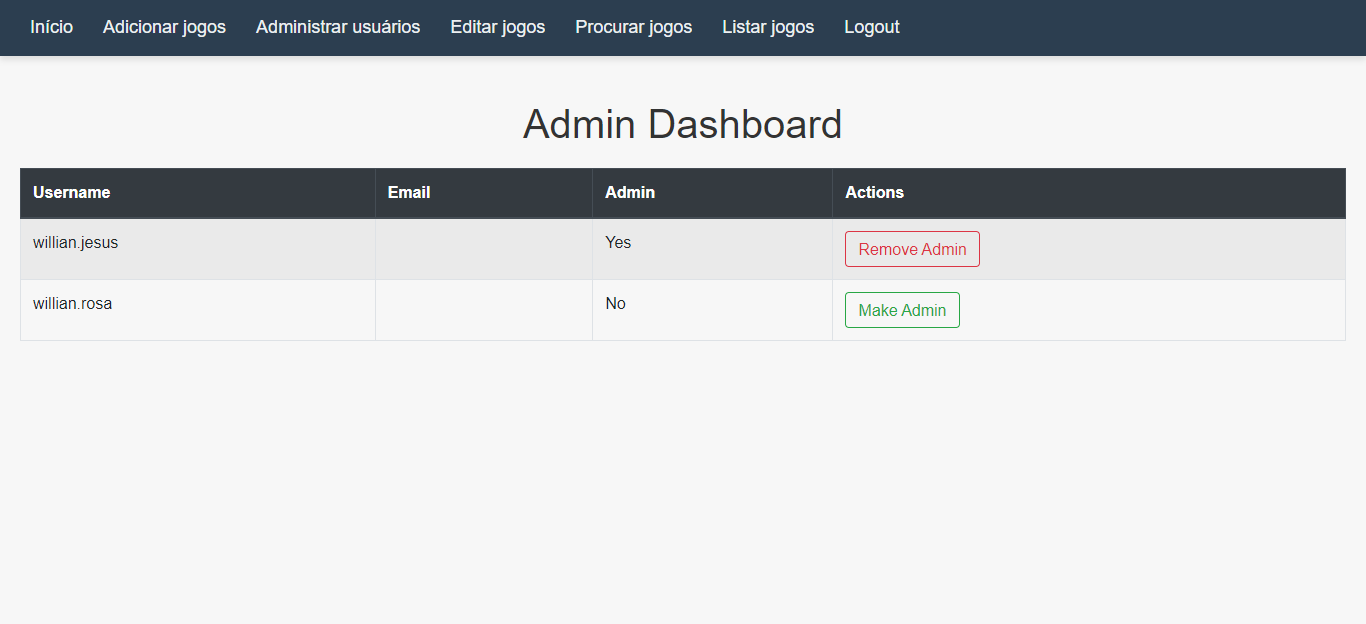 Início Adicionar jogos Administrar usuários Editar jogos Procurar jogos Listar jogos Logout
Admin Dashboard
Username Email Admin Actions
willian.jesus Yes Remove Admin
willian.rosa No Make Admin